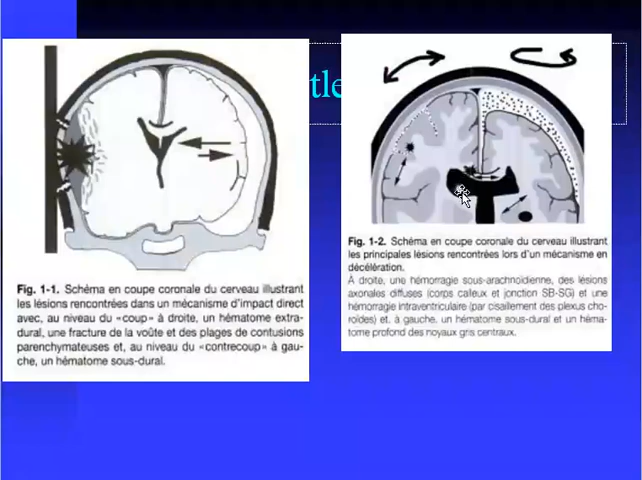 tle
Fig. 1-1. Schéma en coupe coronale du cerveau illustrant
les lésions rencontrées dans un mécanisme d'impact direct
avec, au niveau du «coup» à droite, un hématome extra-
dural, une fracture de la voûte et des plages de contusions
parenchymateuses et, au niveau du «contrecoup» à gau-
che, un hématome sous-dural.
Fig. 1-2. Schéma en coupe coronale du cerveau illustrant
les principales lésions rencontrées lors d'un mécanisme en
décélération.
À droite, une hémorragie sous-arachnoïdienne, des lésions
axonales diffuses (corps calleux et jonction SB-SG) et une
hémorragie intraventriculaire (par cisaillement des plexus cho-
roïdes) et, à gauche, un hématome sous-dural et un héma-
tome profond des noyaux gris centraux.